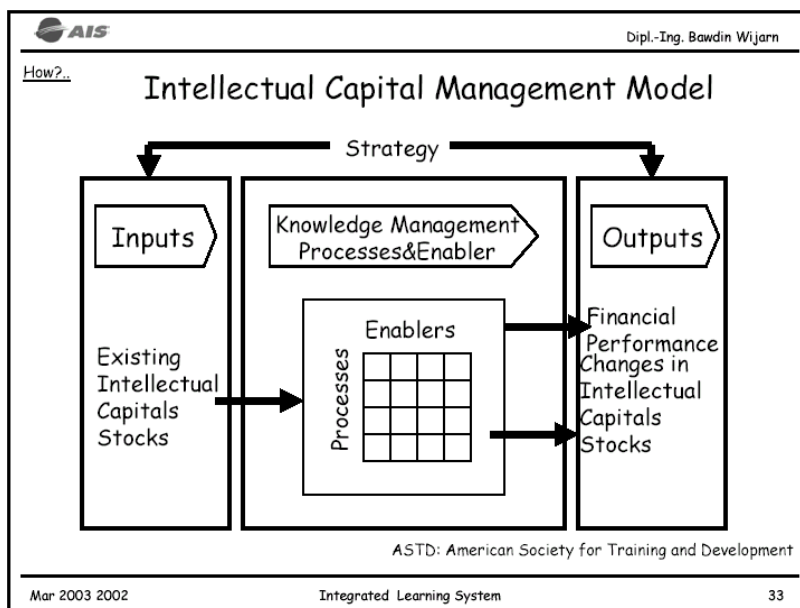 AIS
Dipl.-Ing. Bawdin Wijarn
How?..
Intellectual Capital Management Model
Strategy
Inputs
Knowledge Management
Processes&Enabler
Outputs
Existing
Intellectual
Capitals
Stocks
Enablers
Processes
Financial
Performance
Changes in
Intellectual
Capitals
Stocks
ASTD: American Society for Training and Development
Mar 2003 2002
Integrated Learning System
33